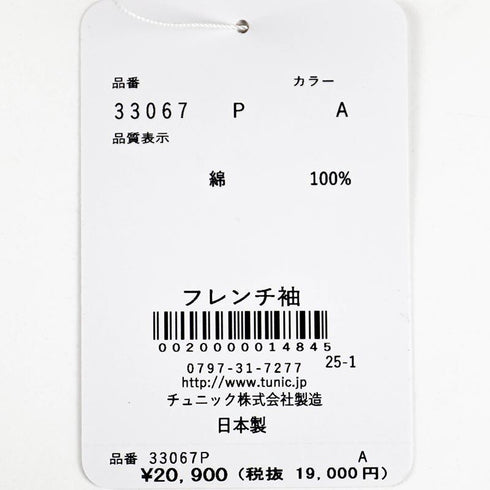 品番 カラー
33067 P A
品質表示
綿 100%
フレンチ袖
0020000014845
0797-31-7277 25-1
http://www.tunic.jp
チュニック株式会社製造
日本製
品番 33067P A
¥20,900(税抜 19,000円)